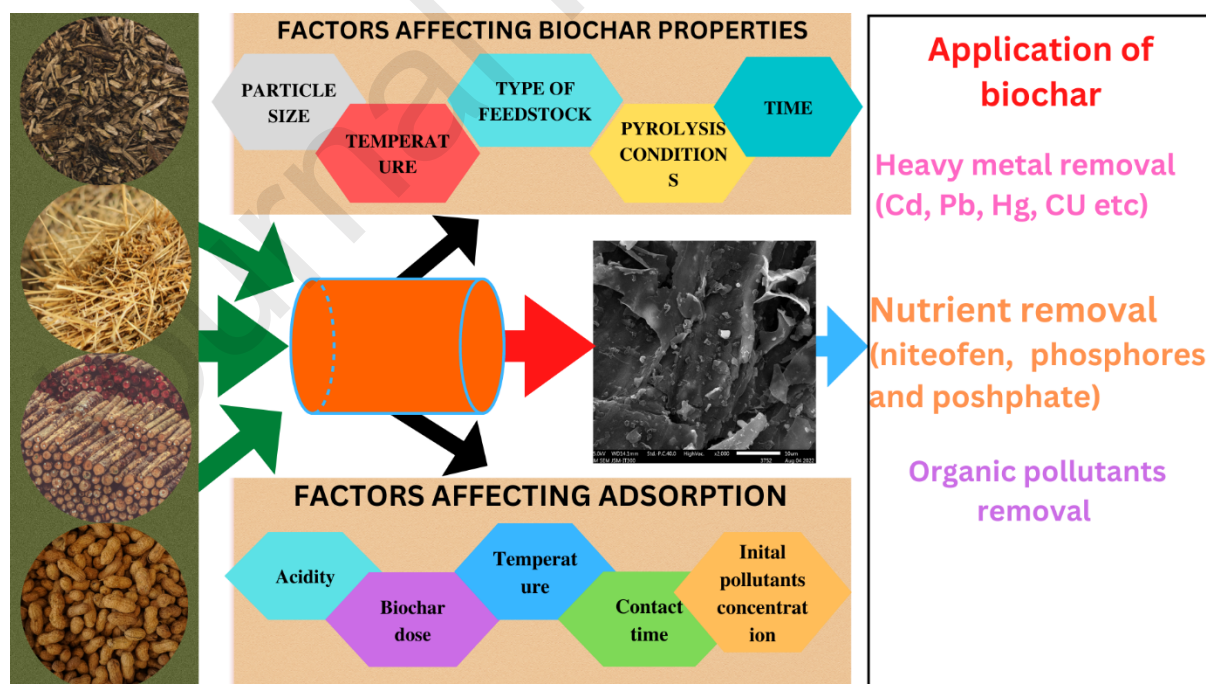 FACTORS AFFECTING BIOCHAR PROPERTIES
PARTICLE
SIZE
TEMPERAT
URE
TYPE OF
FEEDSTOCK
PYROLYSIS
CONDITION
S
TIME
FACTORS AFFECTING ADSORPTION
Acidity
Biochar
dose
Temperat
ure
Contact
time
Inital
pollutants
concentrat
ion
Application of
biochar
Heavy metal removal
(Cd, Pb, Hg, CU etc)
Nutrient removal
(niteofen, phosphores
and poshphate)
Organic pollutants
removal